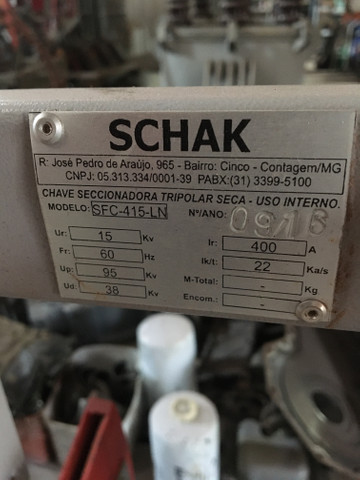 SCHAK
R: José Pedro de Araújo, 965 - Bairro: Cinco - Contagem/MG
CNPJ: 05.313.334/0001-39 PABX:(31) 3399-5100
CHAVE SECCIONADORA TRIPOLAR SECA - USO INTERNO.
MODELO: SFC-415-LN Nº/ANO: 09/16
Ur: 15 Kv Ir: 400 A
Fr: 60 Hz Ik/t: 22 Ka/s
Up: 95 Kv M-Total: - Kg
Ud: 38 Kv Encom.: -